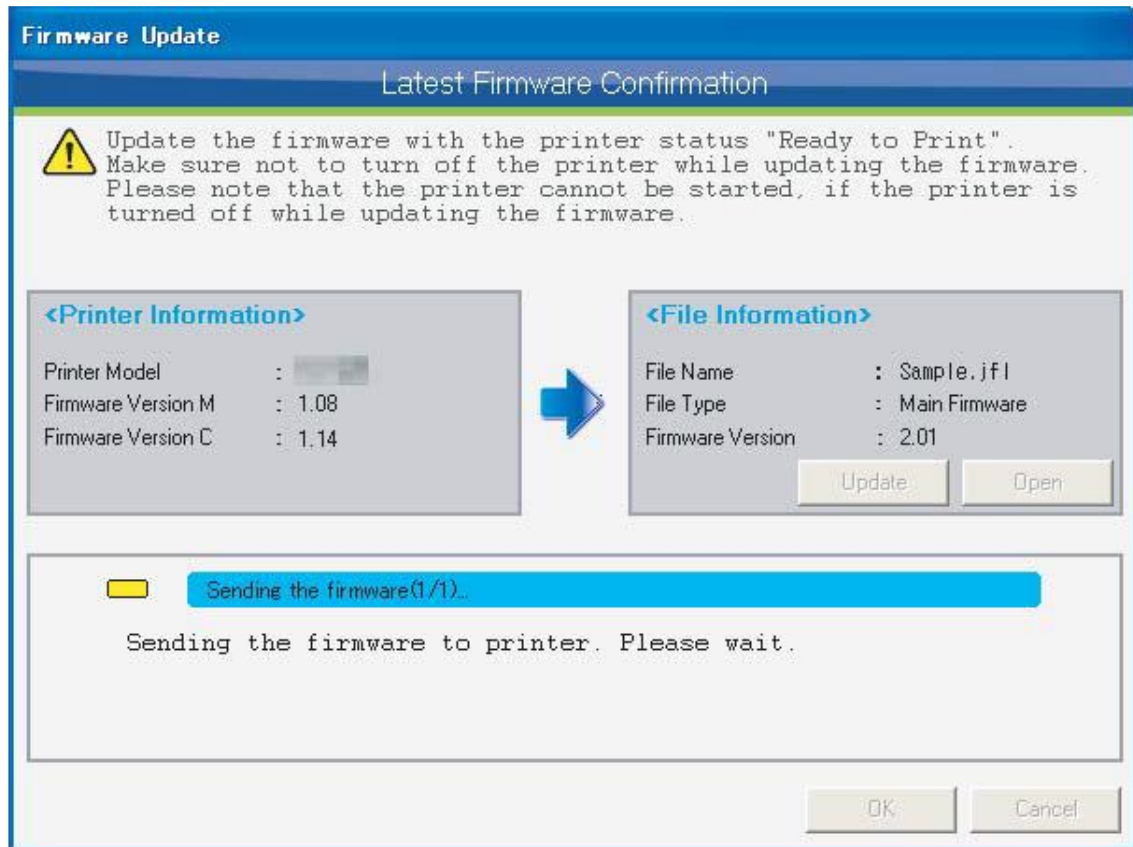 Firmware Update
Latest Firmware Confirmation
Update the firmware with the printer status "Ready to Print".
Make sure not to turn off the printer while updating the firmware.
Please note that the printer cannot be started, if the printer is
turned off while updating the firmware.
<Printer Information>
Printer Model :
Firmware Version M : 1.08
Firmware Version C : 1.14
<File Information>
File Name : Sample.jfl
File Type : Main Firmware
Firmware Version : 2.01
Update Open
Sending the firmware(1/1)...
Sending the firmware to printer. Please wait.
OK Cancel